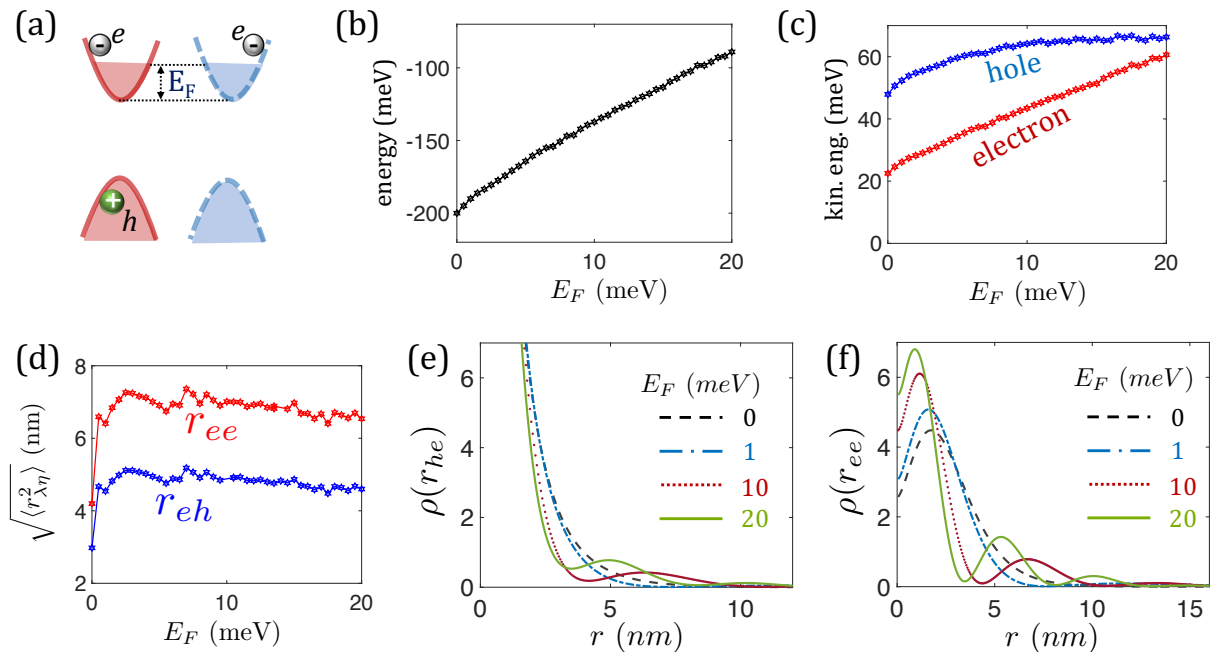 (a)
e
e
E_F
h
(b)
energy (meV)
-100
-150
-200
0
10
20
E_F (meV)
(c)
kin. eng. (meV)
60
40
20
0
hole
electron
0
10
20
E_F (meV)
(d)
√⟨r²_λη⟩ (nm)
8
6
4
2
r_ee
r_eh
0
10
20
E_F (meV)
(e)
ρ(r_he)
6
4
2
0
E_F (meV)
0
1
10
20
0
5
10
r (nm)
(f)
ρ(r_ee)
6
4
2
0
E_F (meV)
0
1
10
20
0
5
10
15
r (nm)